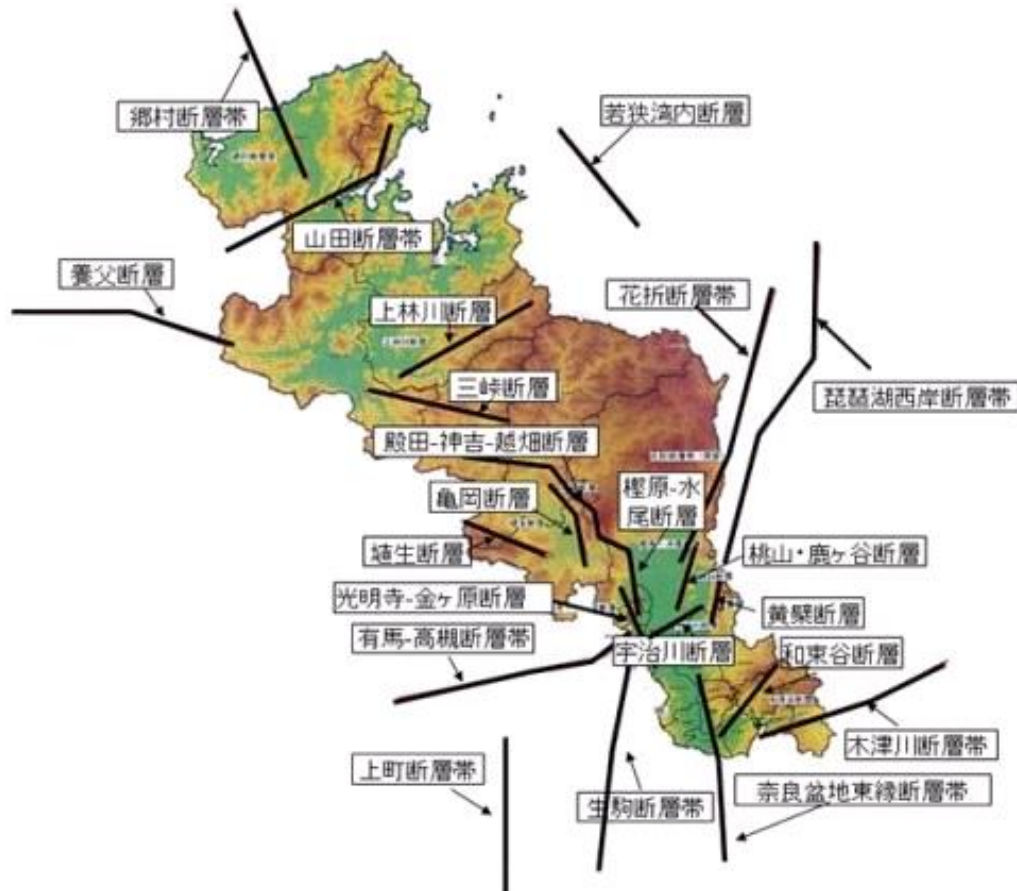 郷村断層帯
若狭湾内断層
山田断層帯
養父断層
花折断層帯
上林川断層
琵琶湖西岸断層帯
三峠断層
殿田-神吉-越畑断層
樫原-水
尾断層
亀岡断層
埴生断層
桃山・鹿ヶ谷断層
光明寺-金ヶ原断層
黄檗断層
有馬-高槻断層帯
宇治川断層
和束谷断層
木津川断層帯
上町断層帯
生駒断層帯
奈良盆地東縁断層帯